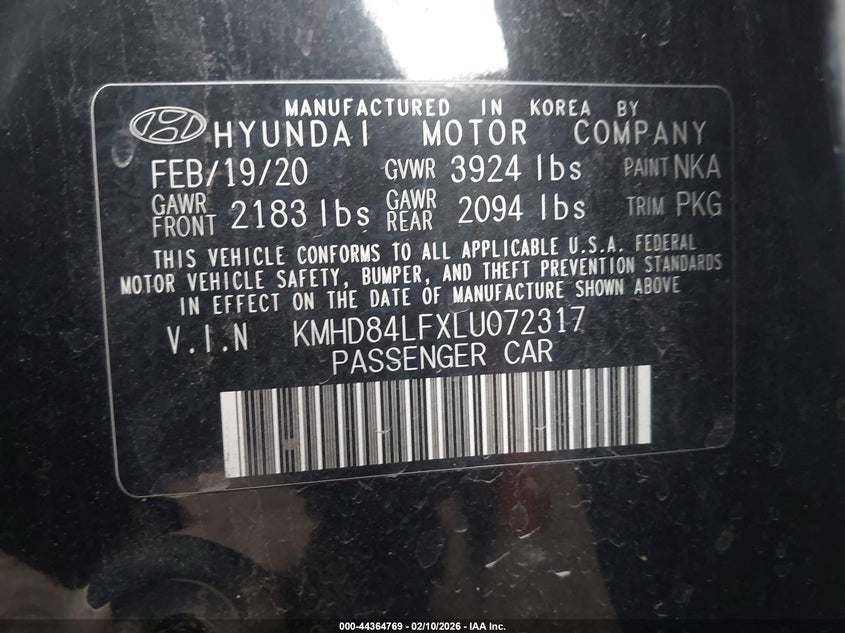 MANUFACTURED IN KOREA BY
HYUNDAI MOTOR COMPANY
FEB/19/20 GVWR 3924 lbs PAINT NKA
GAWR FRONT 2183 lbs GAWR REAR 2094 lbs TRIM PKG
THIS VEHICLE CONFORMS TO ALL APPLICABLE U.S.A. FEDERAL
MOTOR VEHICLE SAFETY, BUMPER, AND THEFT PREVENTION STANDARDS
IN EFFECT ON THE DATE OF MANUFACTURE SHOWN ABOVE
V.I.N KMHD84LFXLU072317
PASSENGER CAR
000-44364769 - 02/10/2026 - IAA Inc.